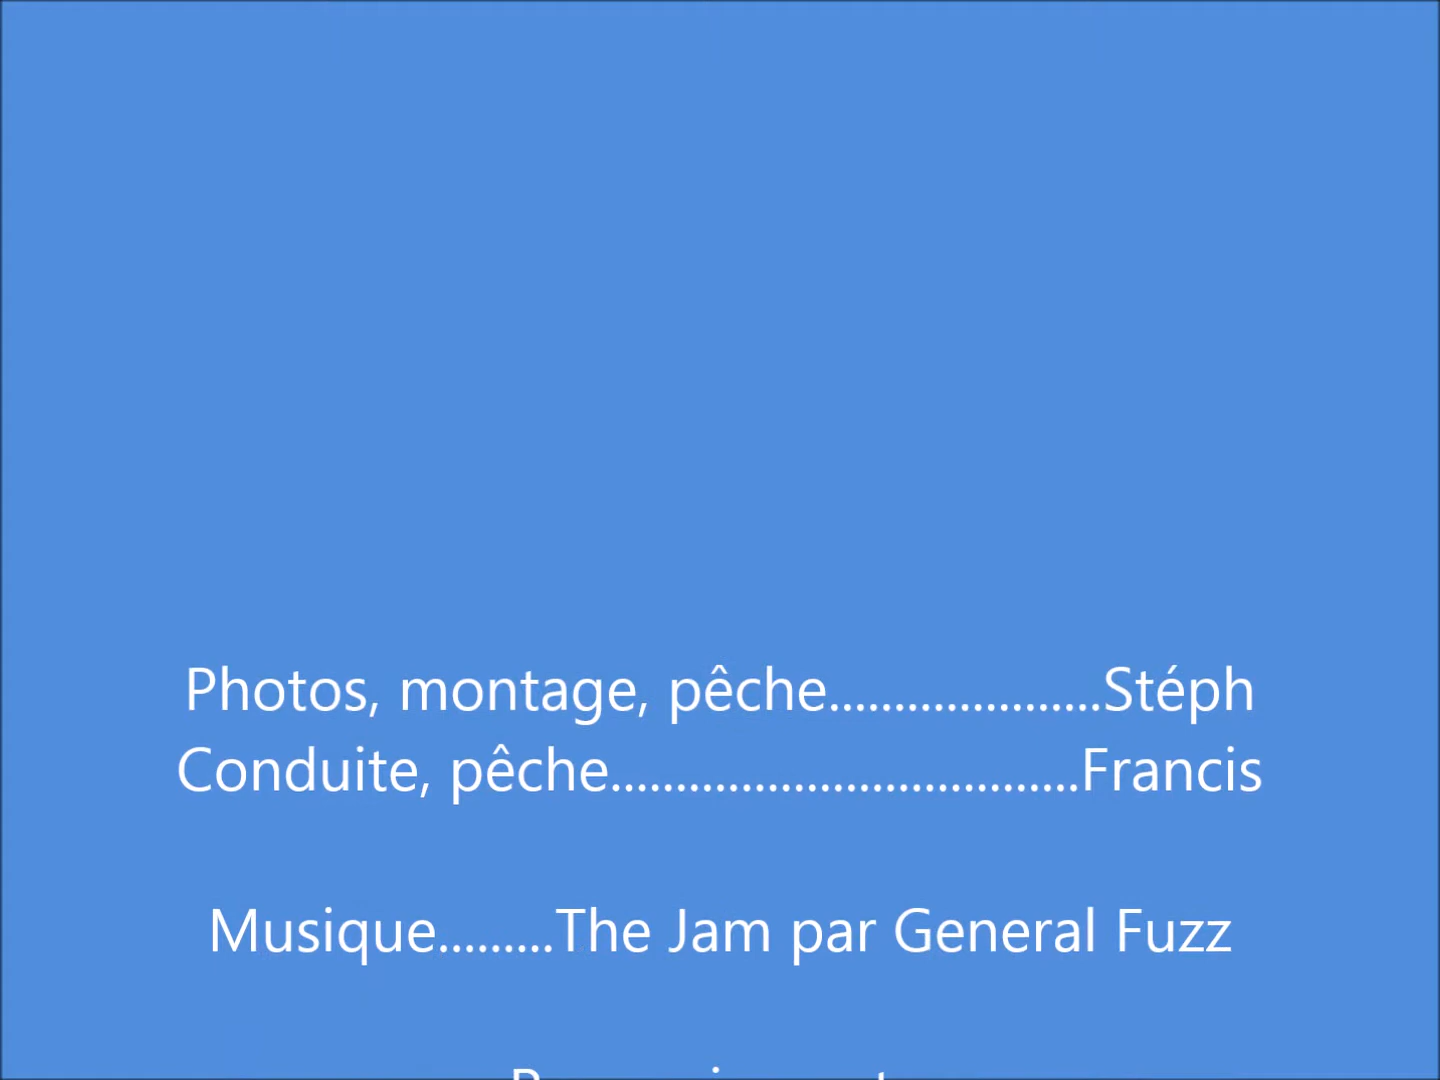 Photos, montage, pêche.....................Stéph
Conduite, pêche....................................Francis
Musique.........The Jam par General Fuzz